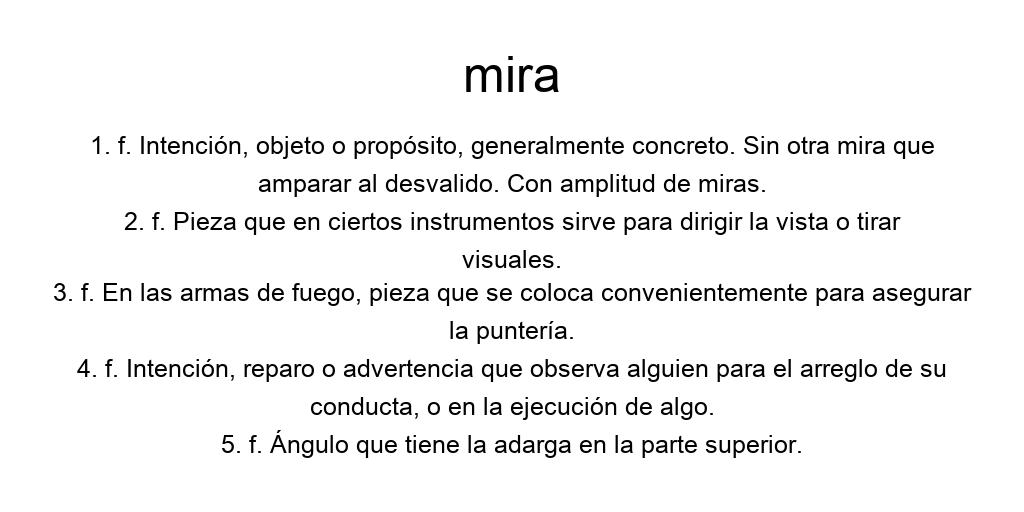 mira
1. f. Intención, objeto o propósito, generalmente concreto. Sin otra mira que
amparar al desvalido. Con amplitud de miras.
2. f. Pieza que en ciertos instrumentos sirve para dirigir la vista o tirar
visuales.
3. f. En las armas de fuego, pieza que se coloca convenientemente para asegurar
la puntería.
4. f. Intención, reparo o advertencia que observa alguien para el arreglo de su
conducta, o en la ejecución de algo.
5. f. Ángulo que tiene la adarga en la parte superior.